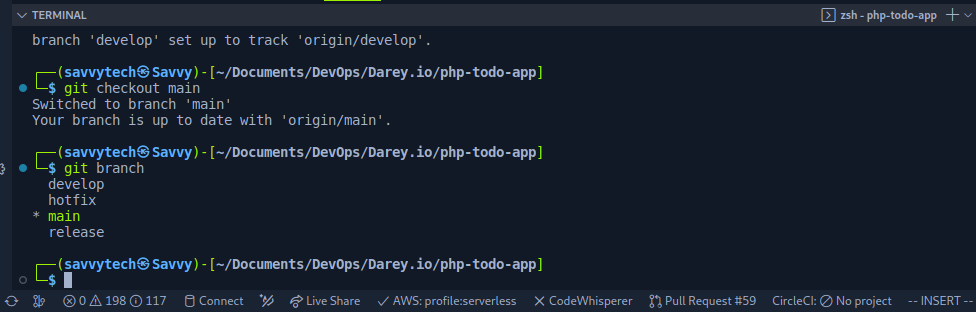 TERMINAL
zsh - php-todo-app
branch 'develop' set up to track 'origin/develop'.
┌──(savvytech㉿Savvy)-[~/Documents/DevOps/Darey.io/php-todo-app]
└─$ git checkout main
Switched to branch 'main'
Your branch is up to date with 'origin/main'.
┌──(savvytech㉿Savvy)-[~/Documents/DevOps/Darey.io/php-todo-app]
└─$ git branch
develop
hotfix
* main
release
┌──(savvytech㉿Savvy)-[~/Documents/DevOps/Darey.io/php-todo-app]
└─$
0 198 117 Connect Live Share AWS: profile:serverless CodeWhisperer Pull Request #59 CircleCI: No project -- INSERT --